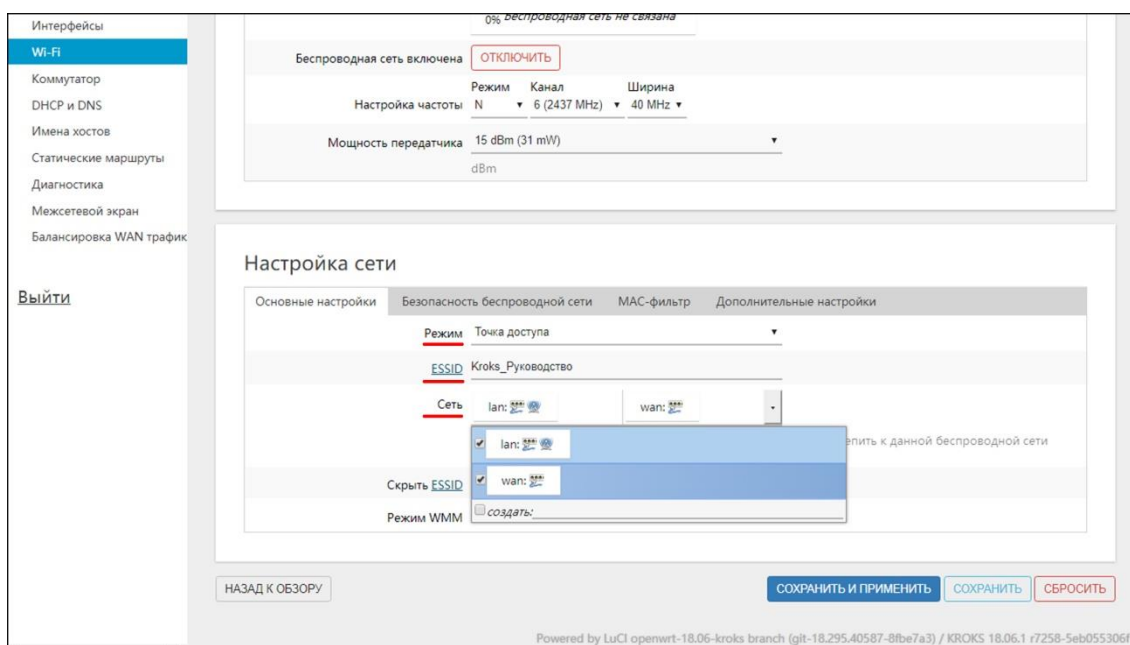 Интерфейсы
0% Беспроводная сеть не связана
Wi-Fi
Беспроводная сеть включена ОТКЛЮЧИТЬ
Коммутатор
Режим Канал Ширина
DHCP и DNS
Настройка частоты N 6 (2437 MHz) 40 MHz
Имена хостов
Мощность передатчика 15 dBm (31 mW)
Статические маршруты
dBm
Диагностика
Межсетевой экран
Балансировка WAN трафик
Настройка сети
Выйти
Основные настройки Безопасность беспроводной сети MAC-фильтр Дополнительные настройки
Режим Точка доступа
ESSID Kroks_Руководство
Сеть lan: wan:
lan:
епить к данной беспроводной сети
wan:
Скрыть ESSID
создать:
Режим WMM
НАЗАД К ОБЗОРУ СОХРАНИТЬ И ПРИМЕНИТЬ СОХРАНИТЬ СБРОСИТЬ
Powered by LuCI openwrt-18.06-kroks branch (git-18.295.40587-8fbe7a3) / KROKS 18.06.1 r7258-5eb055306f